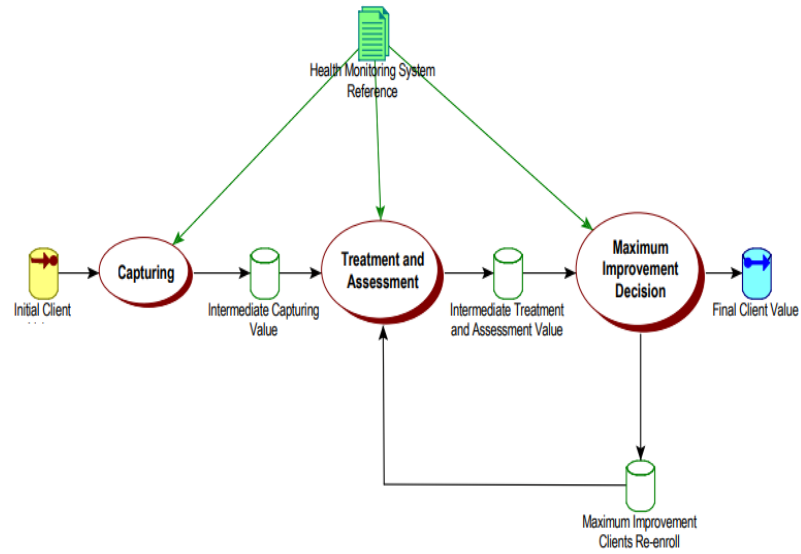 Health Monitoring System
Reference
Capturing
Treatment and
Assessment
Maximum
Improvement
Decision
Initial Client
Intermediate Capturing
Value
Intermediate Treatment
and Assessment Value
Final Client Value
Maximum Improvement
Clients Re-enroll